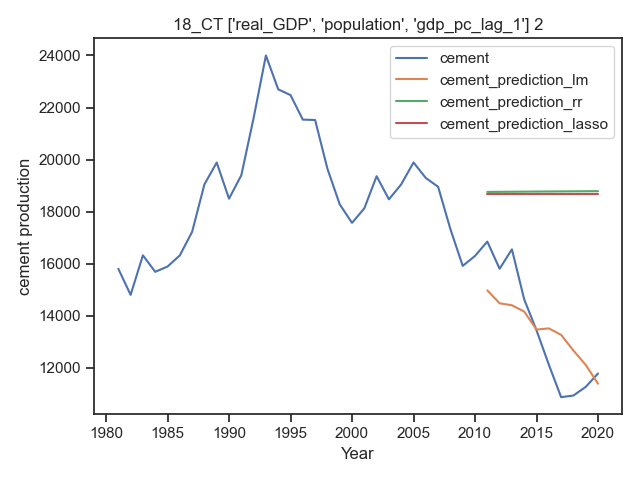 18_CT ['real_GDP', 'population', 'gdp_pc_lag_1'] 2
cement
cement_prediction_lm
cement_prediction_rr
cement_prediction_lasso
cement production
24000
22000
20000
18000
16000
14000
12000
1980 1985 1990 1995 2000 2005 2010 2015 2020
Year